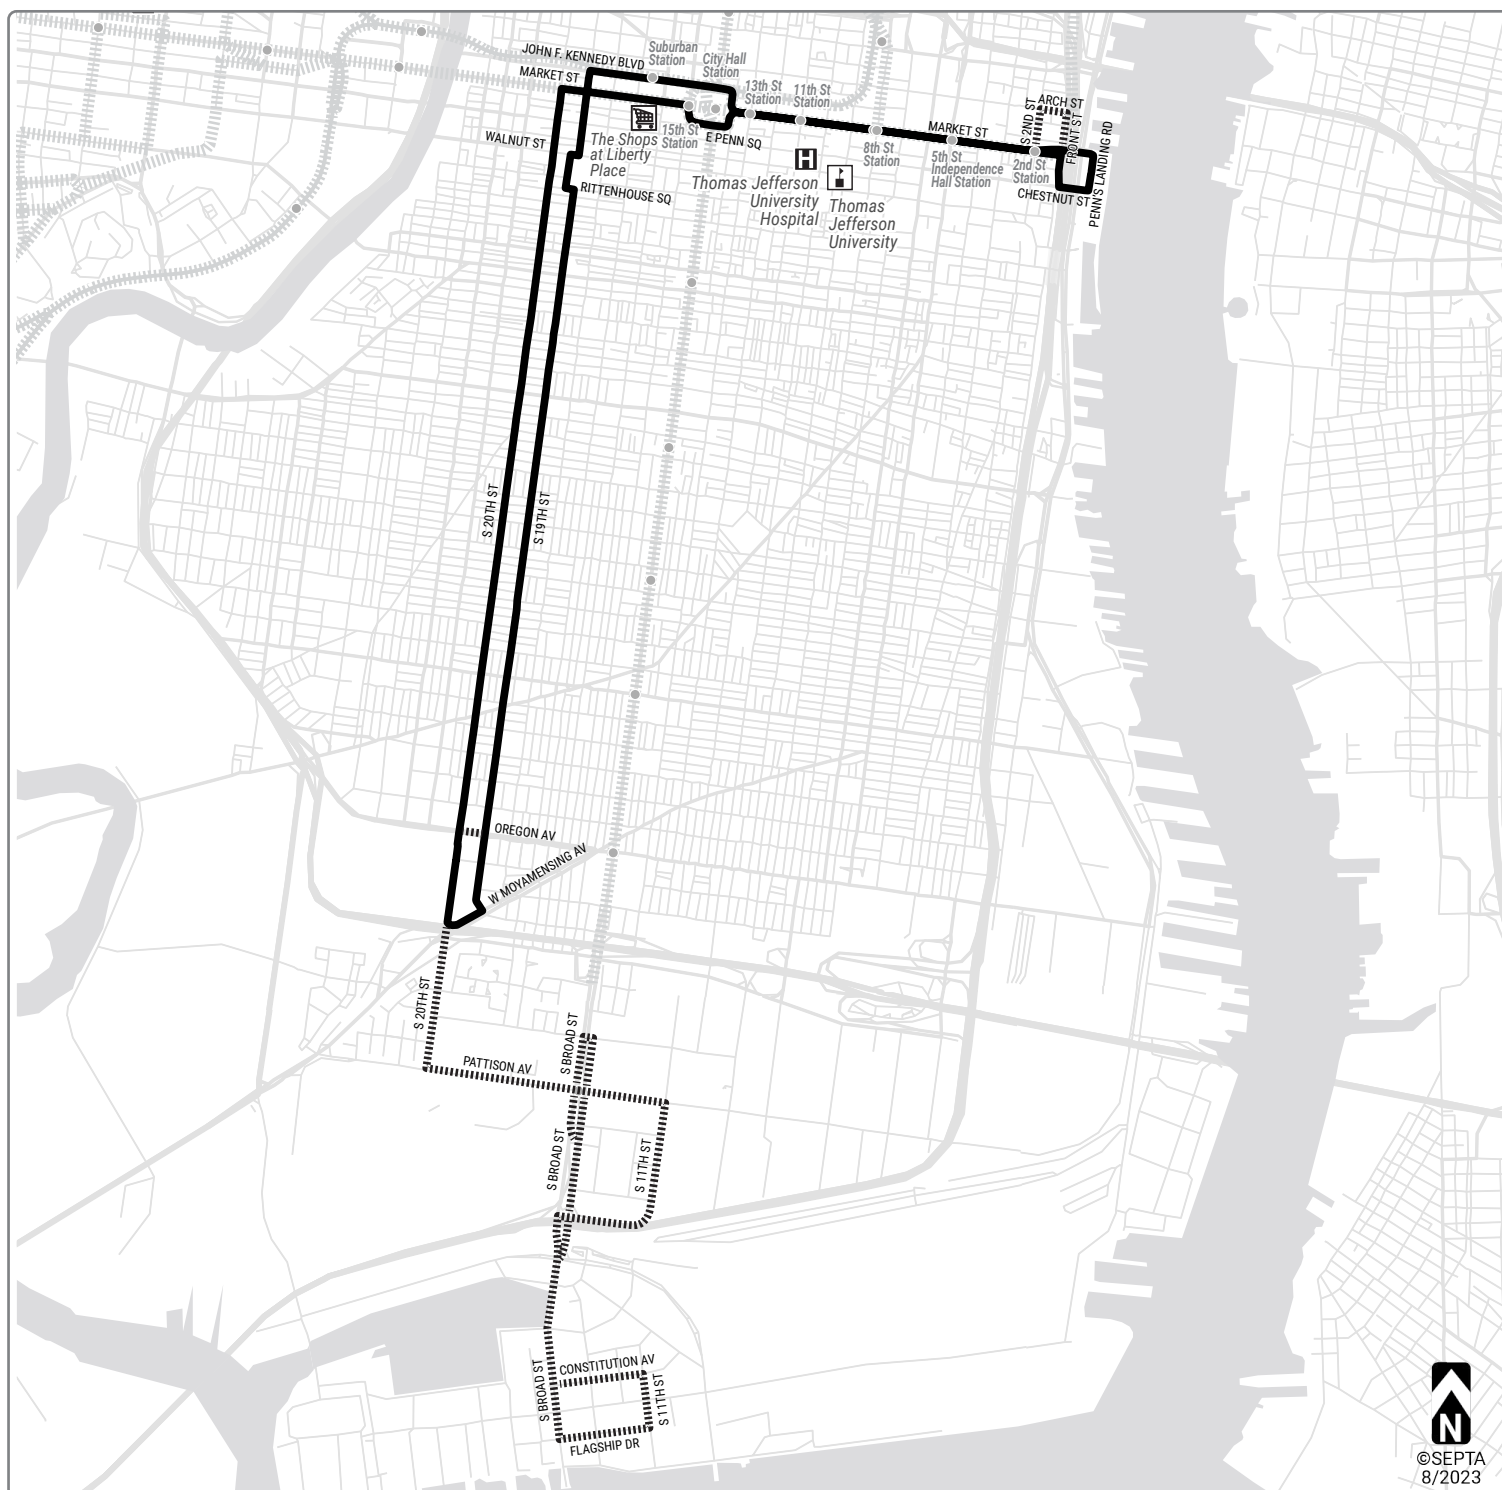 JOHN F. KENNEDY BLVD
MARKET ST
Suburban
Station
City Hall
Station
13th St
Station
11th St
Station
ARCH ST
S 2ND ST
FRONT ST
MARKET ST
PENN'S LANDING RD
WALNUT ST
The Shops
at Liberty
Place
15th St
Station
E PENN SQ
H
8th St
Station
5th St
Independence
Hall Station
2nd St
Station
CHESTNUT ST
RITTENHOUSE SQ
Thomas Jefferson
University
Hospital
Thomas
Jefferson
University
S 20TH ST
S 19TH ST
OREGON AV
W MOYAMENSING AV
S 20TH ST
S BROAD ST
PATTISON AV
S BROAD ST
S 11TH ST
CONSTITUTION AV
S BROAD ST
S 11TH ST
FLAGSHIP DR
N
©SEPTA
8/2023